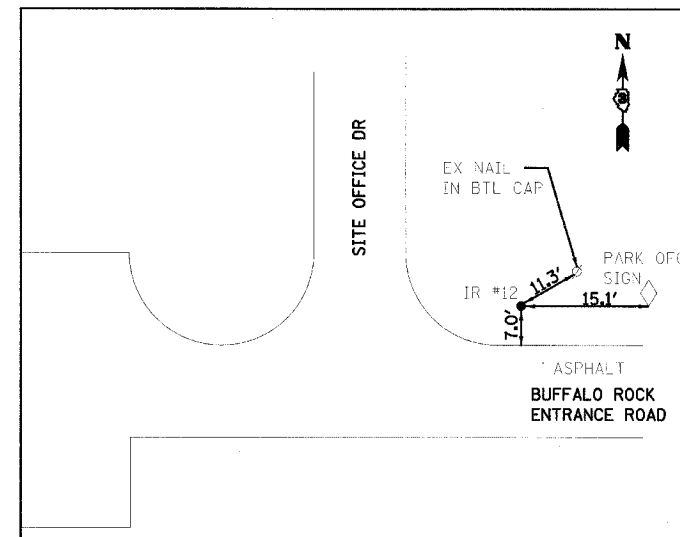 N
SITE OFFICE DR
EX NAIL
IN BTL CAP
PARK OFC
SIGN
11.3'
IR #12
15.1'
7.0'
ASPHALT
BUFFALO ROCK
ENTRANCE ROAD